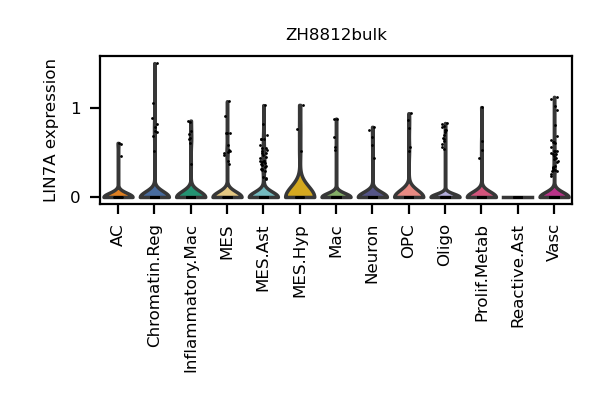 ZH8812bulk
LIN7A expression
1
0
AC
Chromatin.Reg
Inflammatory.Mac
MES
MES.Ast
MES.Hyp
Mac
Neuron
OPC
Oligo
Prolif.Metab
Reactive.Ast
Vasc